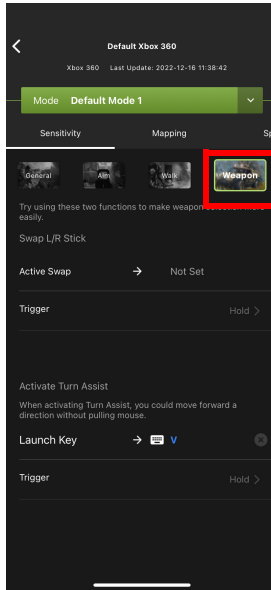 Default Xbox 360
Xbox 360 Last Update: 2022-12-16 11:38:42
Mode Default Mode 1
Sensitivity Mapping
General Aim Walk Weapon
Try using these two functions to make weapon
easily.
Swap L/R Stick
Active Swap → Not Set
Trigger Hold >
Activate Turn Assist
When activating Turn Assist, you could move forward a
direction without pulling mouse.
Launch Key → V
Trigger Hold >